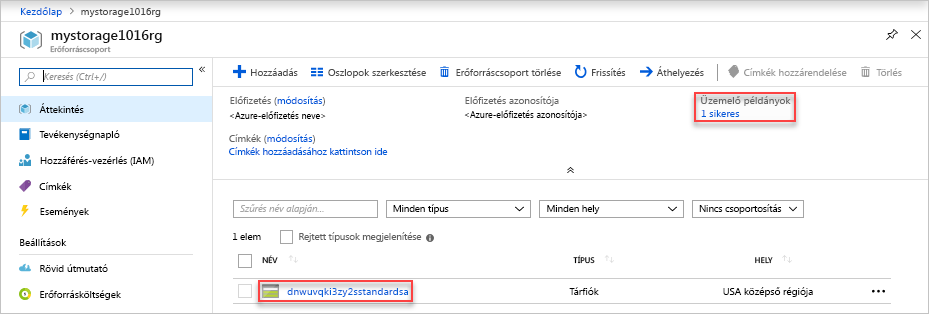 Kezdőlap > mystorage1016rg
mystorage1016rg
Erőforráscsoport
Keresés (Ctrl+/)
Áttekintés
Tevékenységnapló
Hozzáférés-vezérlés (IAM)
Címkék
Események
Beállítások
Rövid útmutató
Erőforrásköltségek
Hozzáadás Oszlopok szerkesztése Erőforráscsoport törlése Frissítés Áthelyezés Címkék hozzárendelése Törlés
Előfizetés (módosítás) Előfizetés azonosítója Üzemelő példányok
<Azure-előfizetés neve> <Azure-előfizetés azonosítója> 1 sikeres
Címkék (módosítás)
Címkék hozzáadásához kattintson ide
Szűrés név alapján... Minden típus Minden hely Nincs csoportosítás
1 elem Rejtett típusok megjelenítése
NÉV TÍPUS HELY
dnwuvqki3zy2sstandardsa Tárfiók USA középső régiója